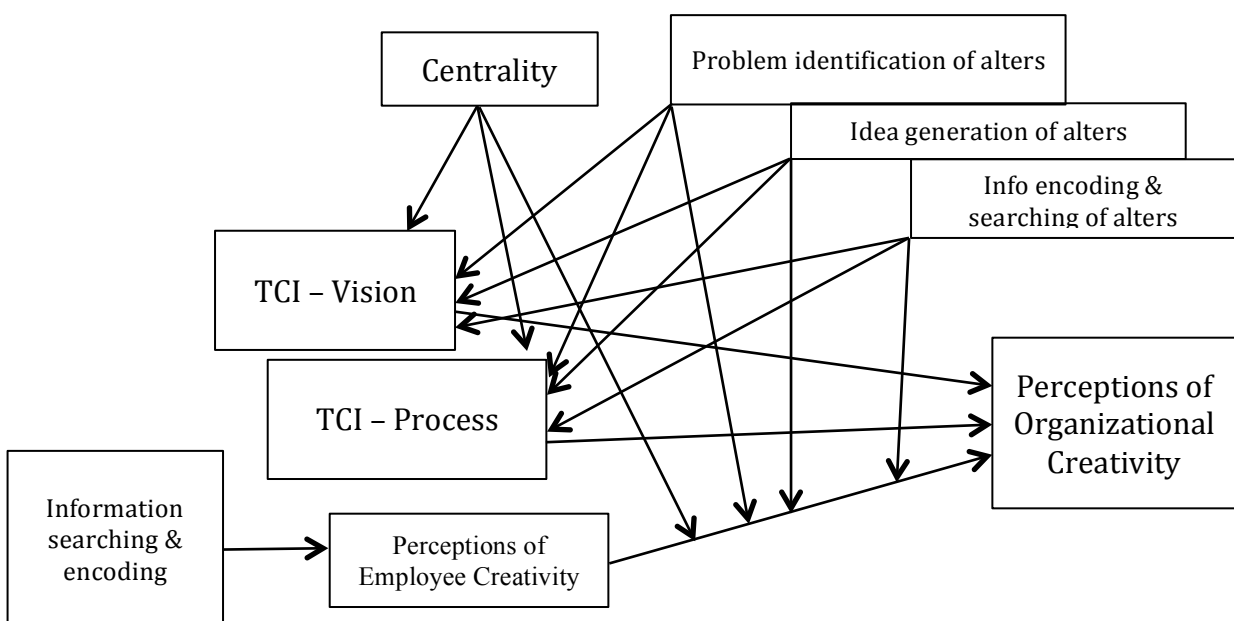 Centrality
Problem identification of alters
Idea generation of alters
Info encoding &
searching of alters
TCI – Vision
TCI – Process
Perceptions of
Organizational
Creativity
Information
searching &
encoding
Perceptions of
Employee Creativity